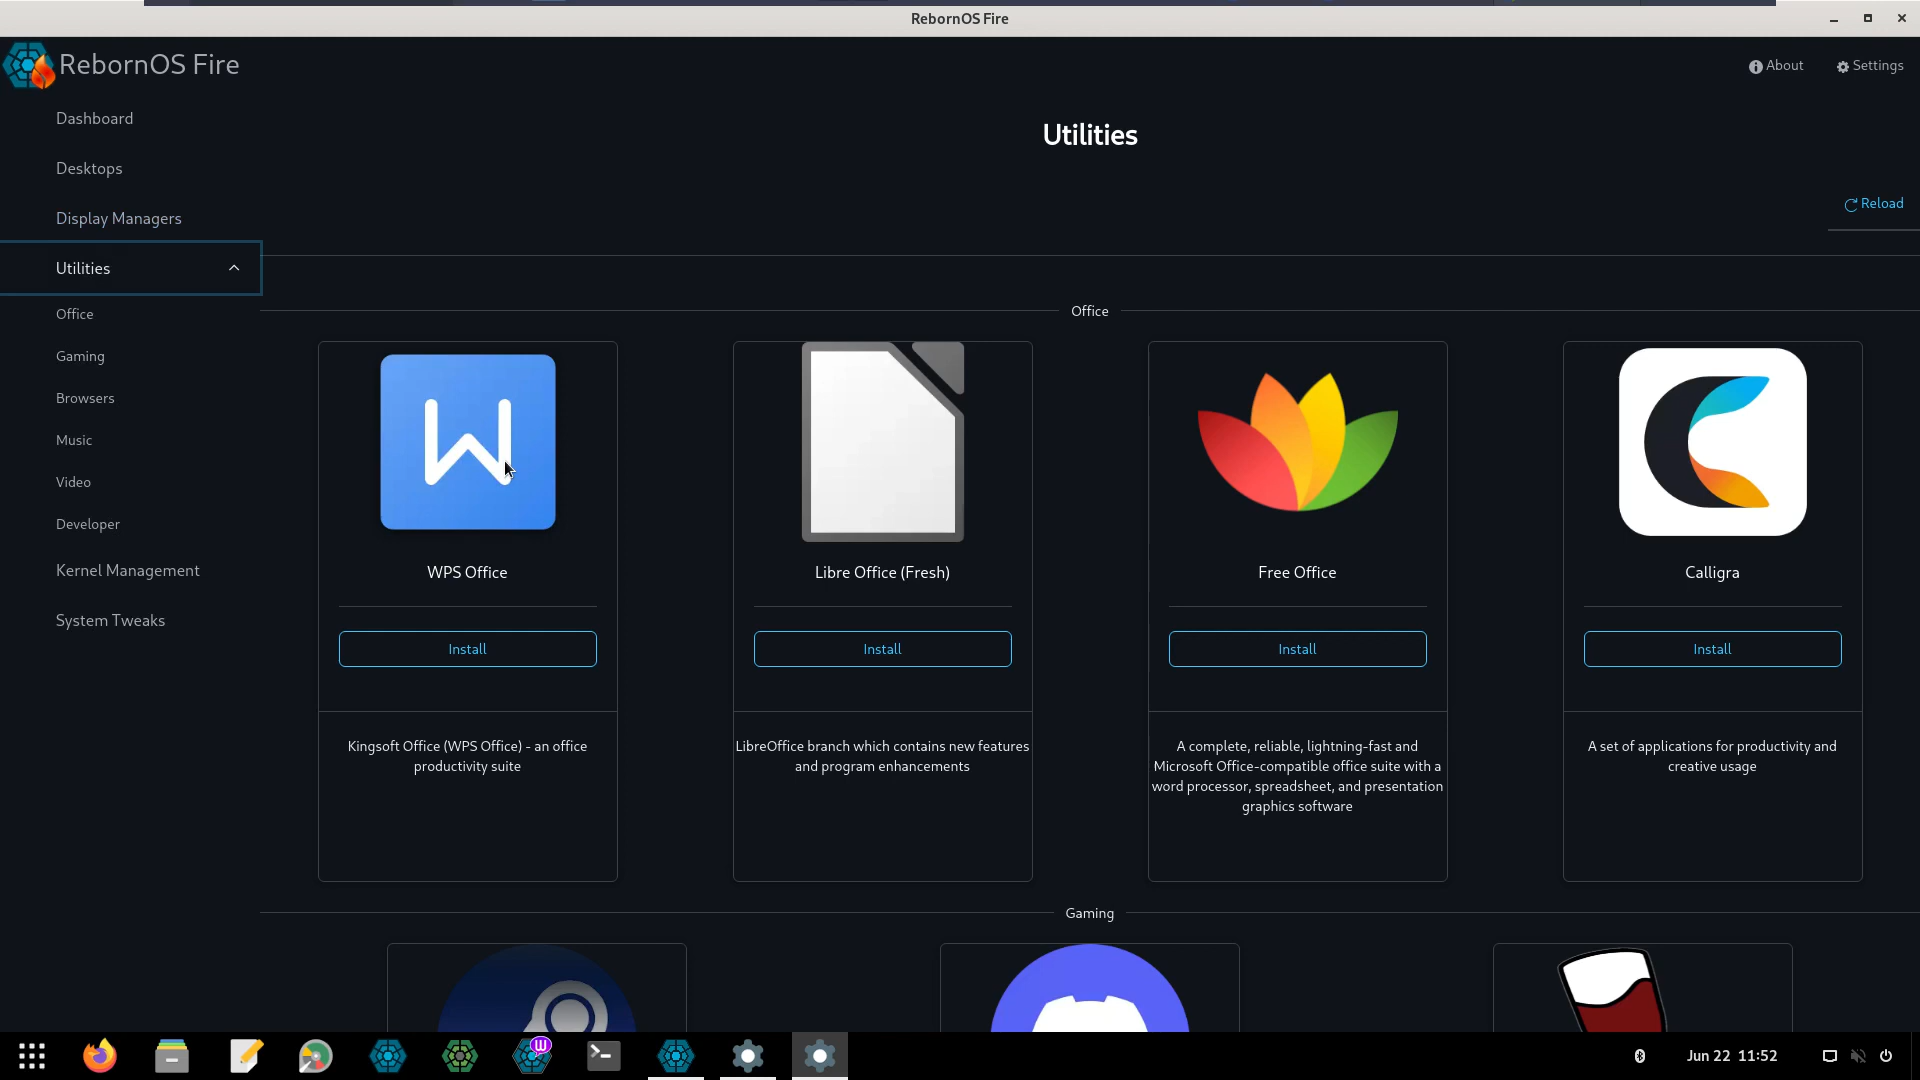 RebornOS Fire
RebornOS Fire
About
Settings
Dashboard
Desktops
Display Managers
Utilities
Office
Gaming
Browsers
Music
Video
Developer
Kernel Management
System Tweaks
Utilities
Reload
Office
WPS Office
Install
Kingsoft Office (WPS Office) - an office
productivity suite
Libre Office (Fresh)
Install
LibreOffice branch which contains new features
and program enhancements
Free Office
Install
A complete, reliable, lightning-fast and
Microsoft Office-compatible office suite with a
word processor, spreadsheet, and presentation
graphics software
Calligra
Install
A set of applications for productivity and
creative usage
Gaming
Jun 22 11:52